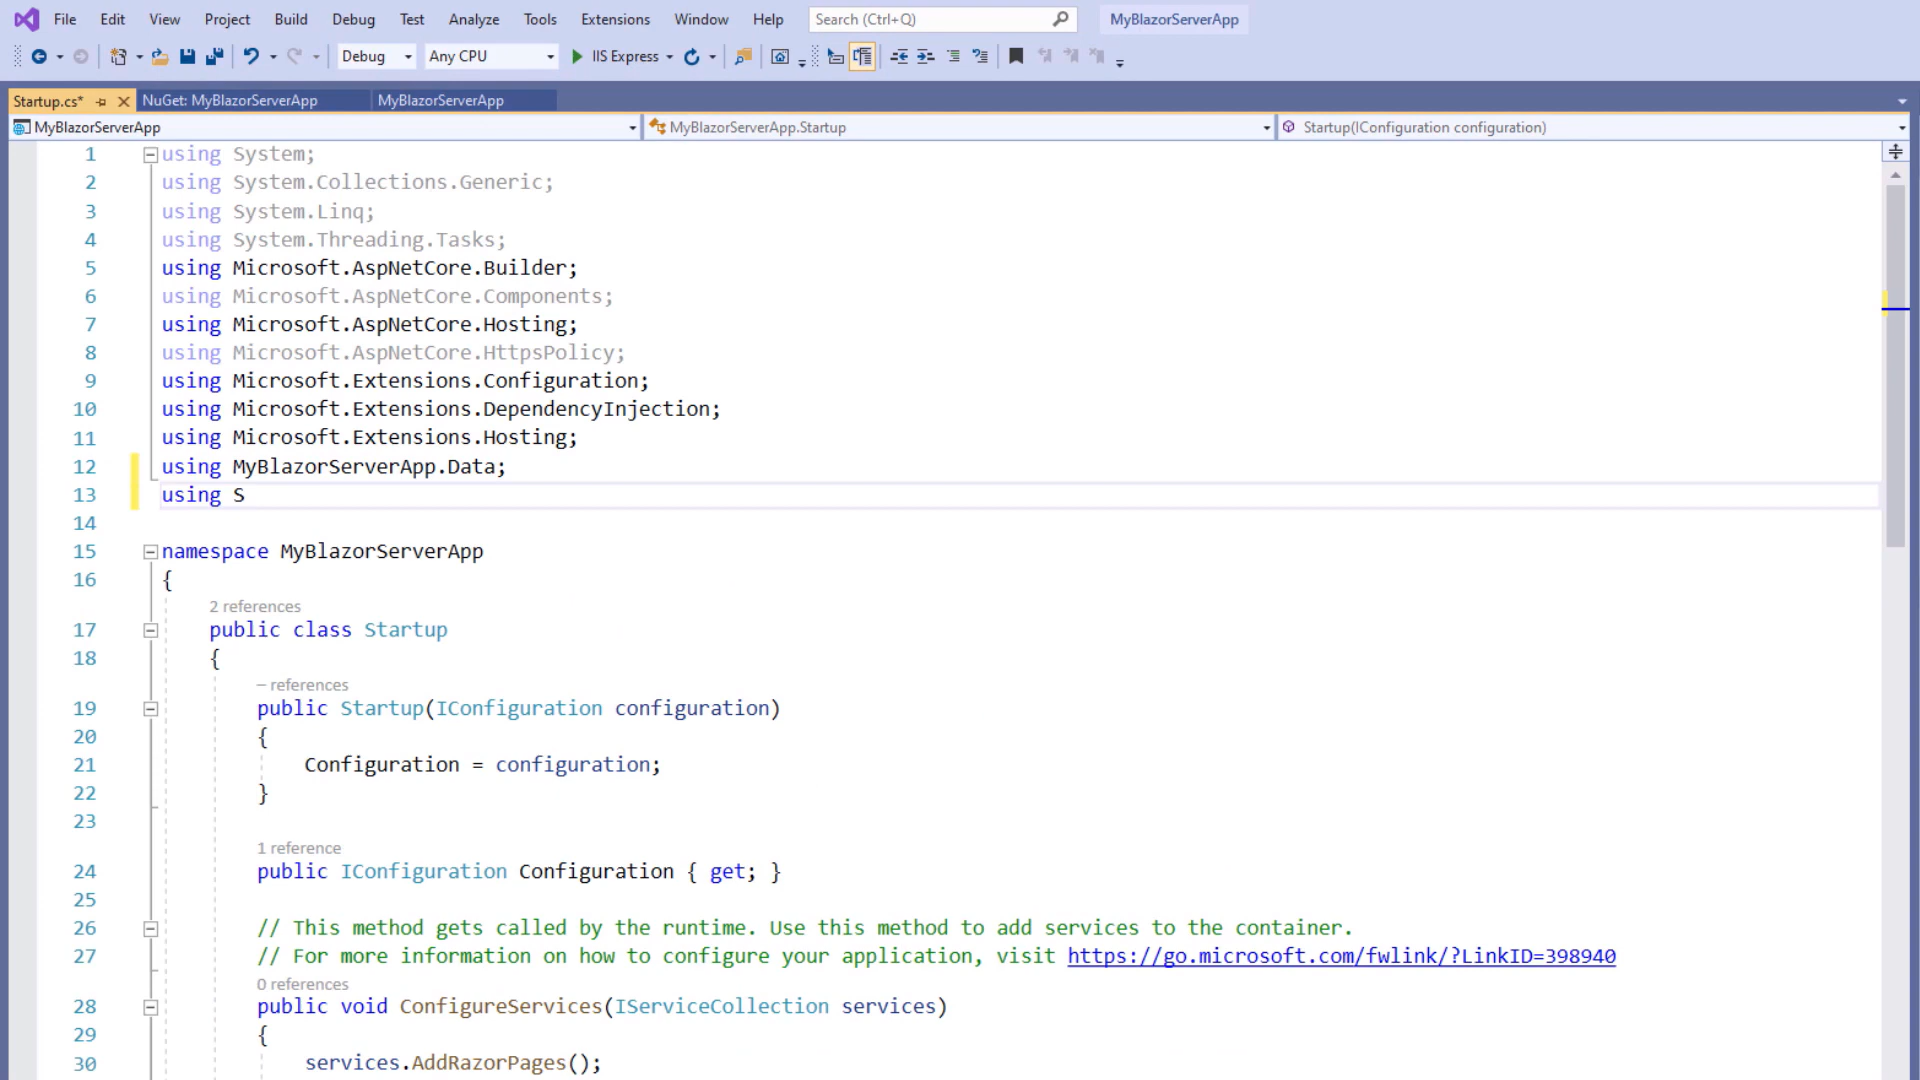 File Edit View Project Build Debug Test Analyze Tools Extensions Window Help Search (Ctrl+Q) MyBlazorServerApp
Debug Any CPU IIS Express
Startup.cs* NuGet: MyBlazorServerApp MyBlazorServerApp
MyBlazorServerApp MyBlazorServerApp.Startup Startup(IConfiguration configuration)
1 using System;
2 using System.Collections.Generic;
3 using System.Linq;
4 using System.Threading.Tasks;
5 using Microsoft.AspNetCore.Builder;
6 using Microsoft.AspNetCore.Components;
7 using Microsoft.AspNetCore.Hosting;
8 using Microsoft.AspNetCore.HttpsPolicy;
9 using Microsoft.Extensions.Configuration;
10 using Microsoft.Extensions.DependencyInjection;
11 using Microsoft.Extensions.Hosting;
12 using MyBlazorServerApp.Data;
13 using S
14
15 namespace MyBlazorServerApp
16 {
2 references
17 public class Startup
18 {
– references
19 public Startup(IConfiguration configuration)
20 {
21 Configuration = configuration;
22 }
23
1 reference
24 public IConfiguration Configuration { get; }
25
26 // This method gets called by the runtime. Use this method to add services to the container.
27 // For more information on how to configure your application, visit https://go.microsoft.com/fwlink/?LinkID=398940
0 references
28 public void ConfigureServices(IServiceCollection services)
29 {
30 services.AddRazorPages();